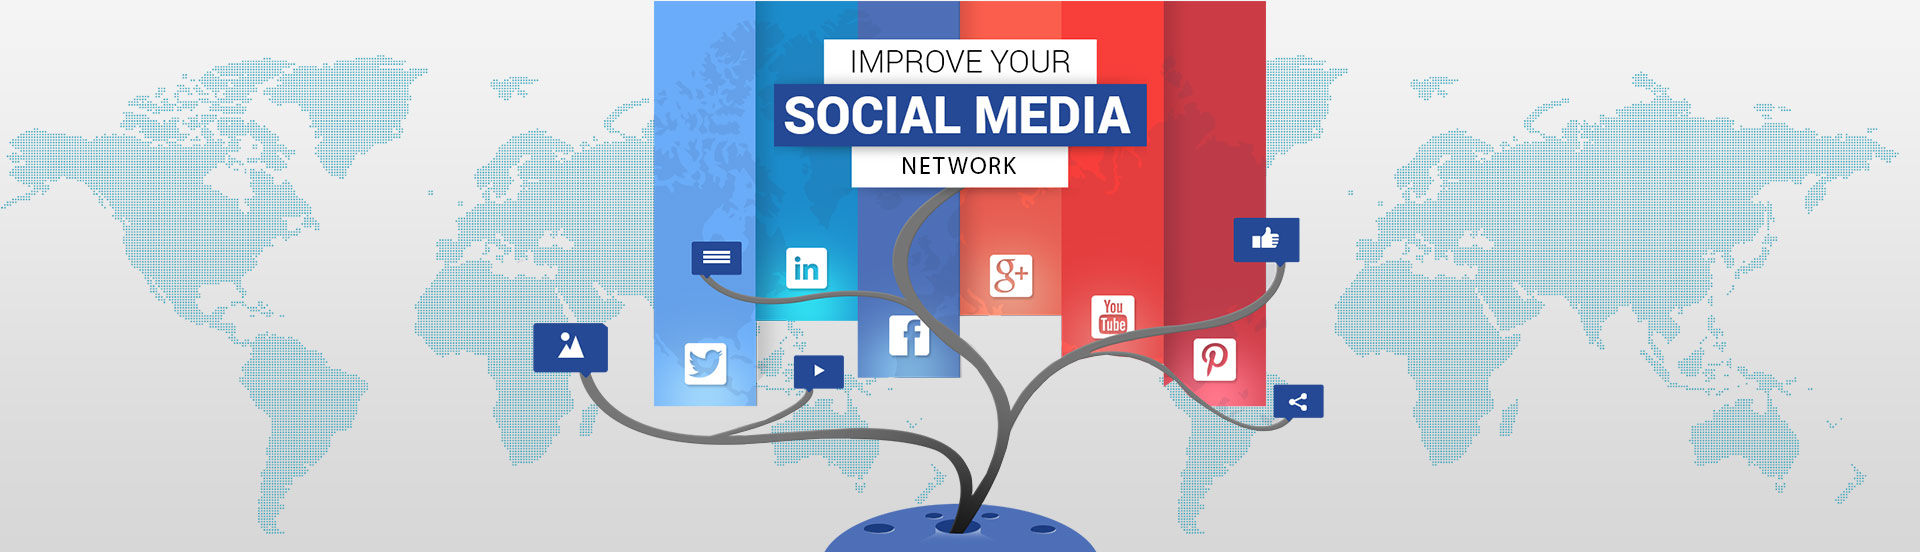 IMPROVE YOUR
SOCIAL MEDIA
NETWORK
in
g+
f
You
Tube